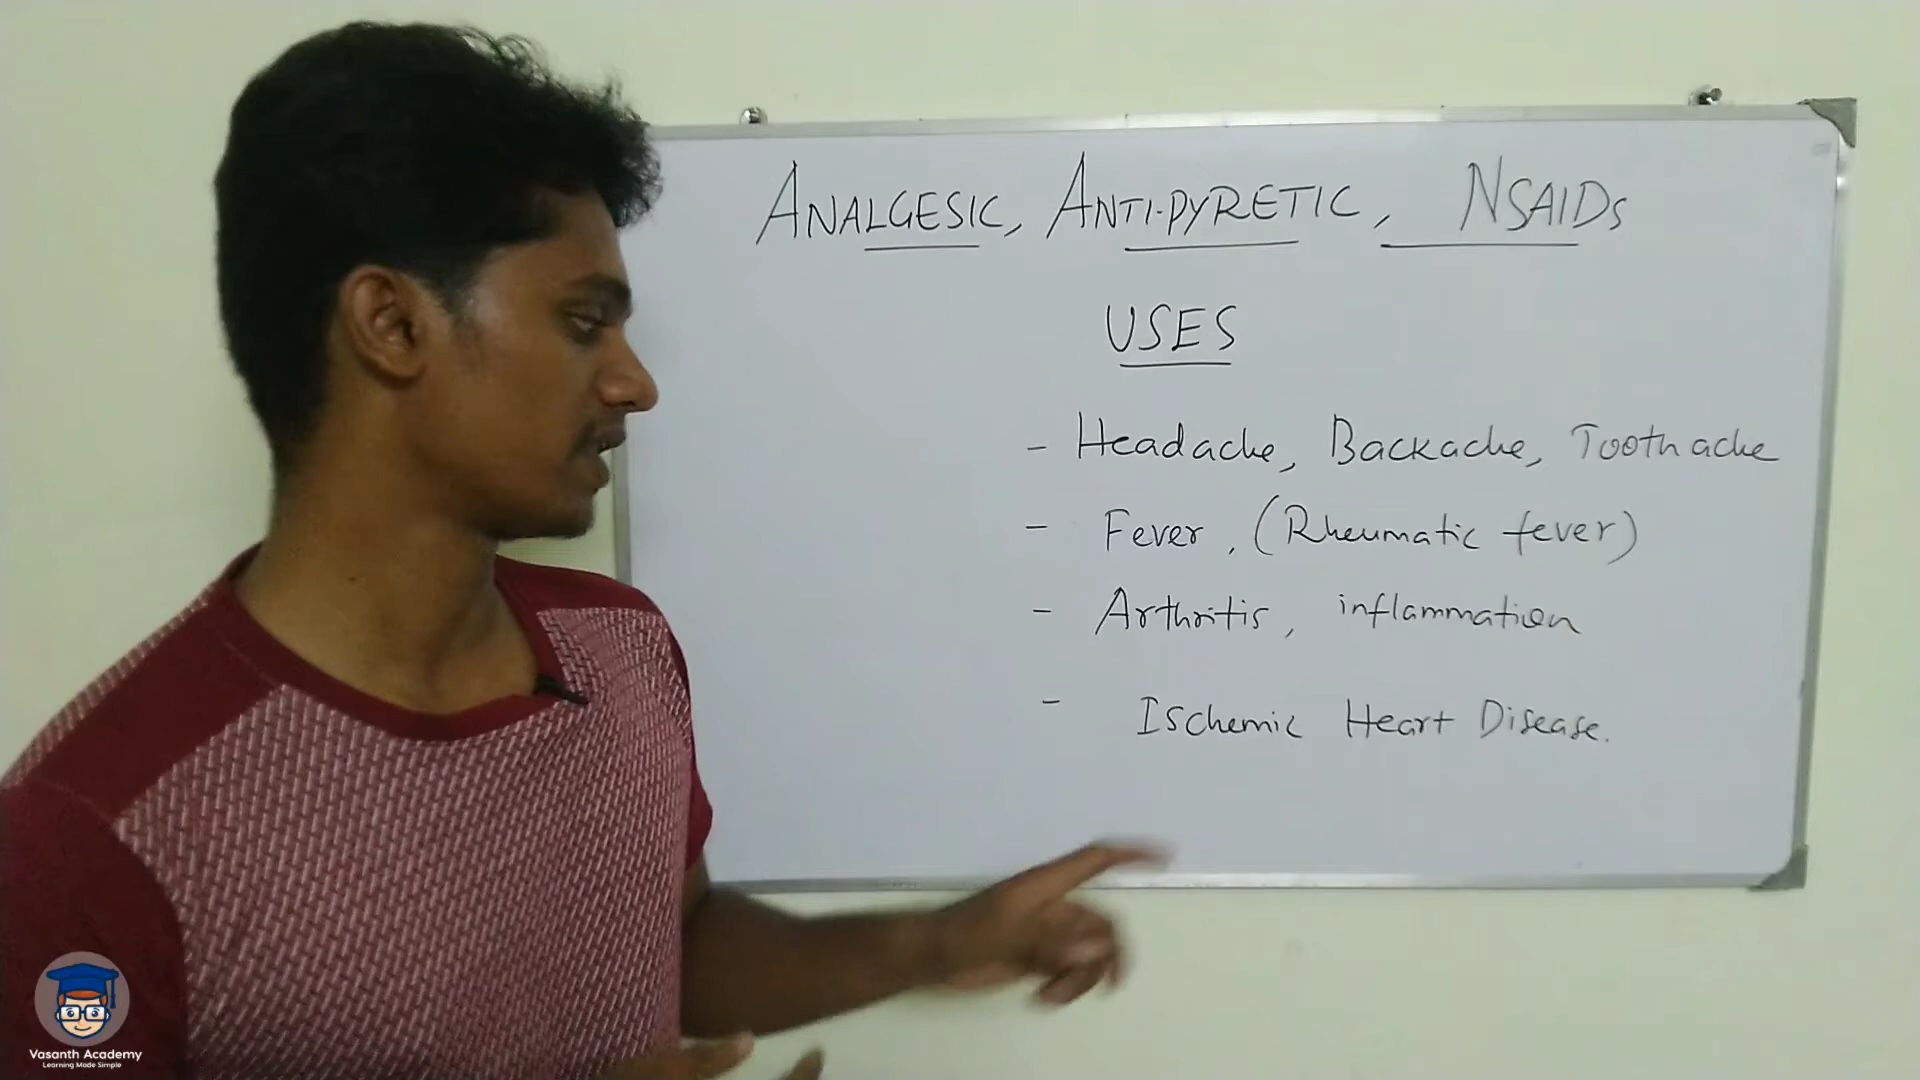 ANALGESIC, ANTI-PYRETIC, NSAIDs
USES
- Headache, Backache, Toothache
- Fever, (Rheumatic fever)
- Arthritis, inflammation
- Ischemic Heart Disease.
Vasanth Academy
Learning Made Simple